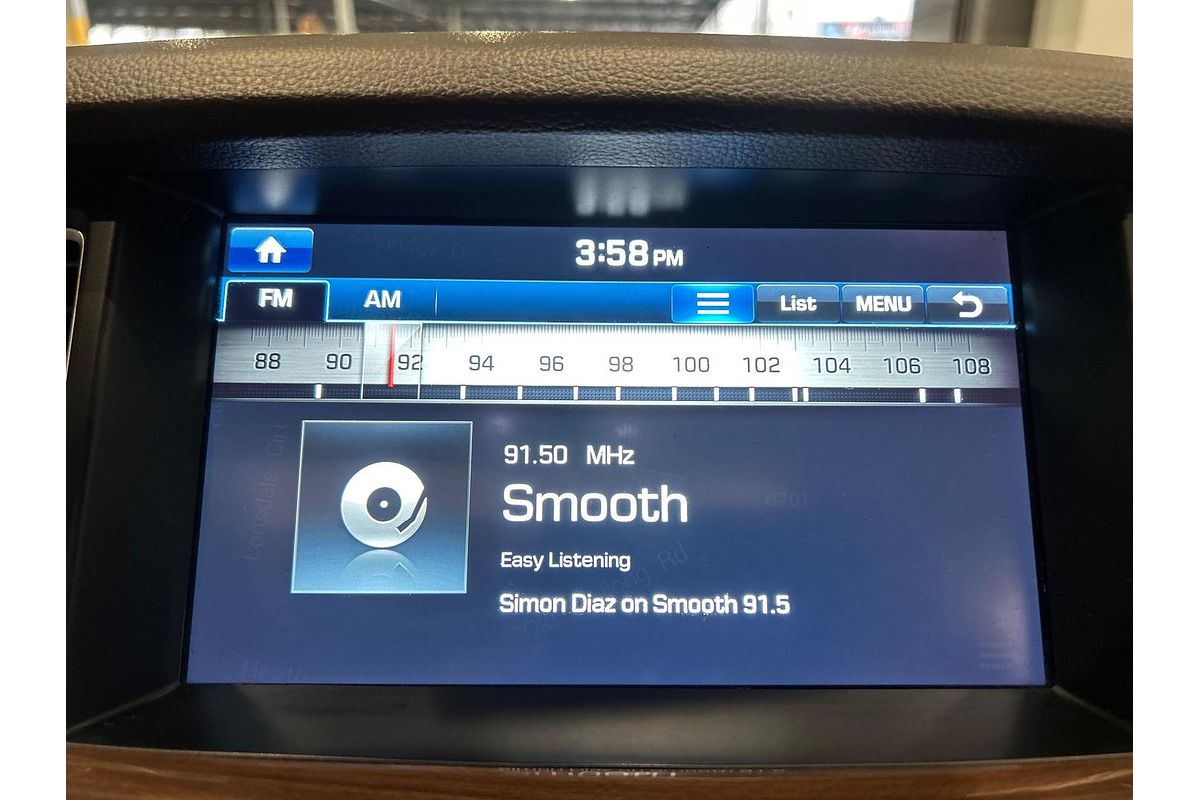 3:58 PM
FM AM List MENU
88 90 92 94 96 98 100 102 104 106 108
91.50 MHz
Smooth
Easy Listening
Simon Diaz on Smooth 91.5